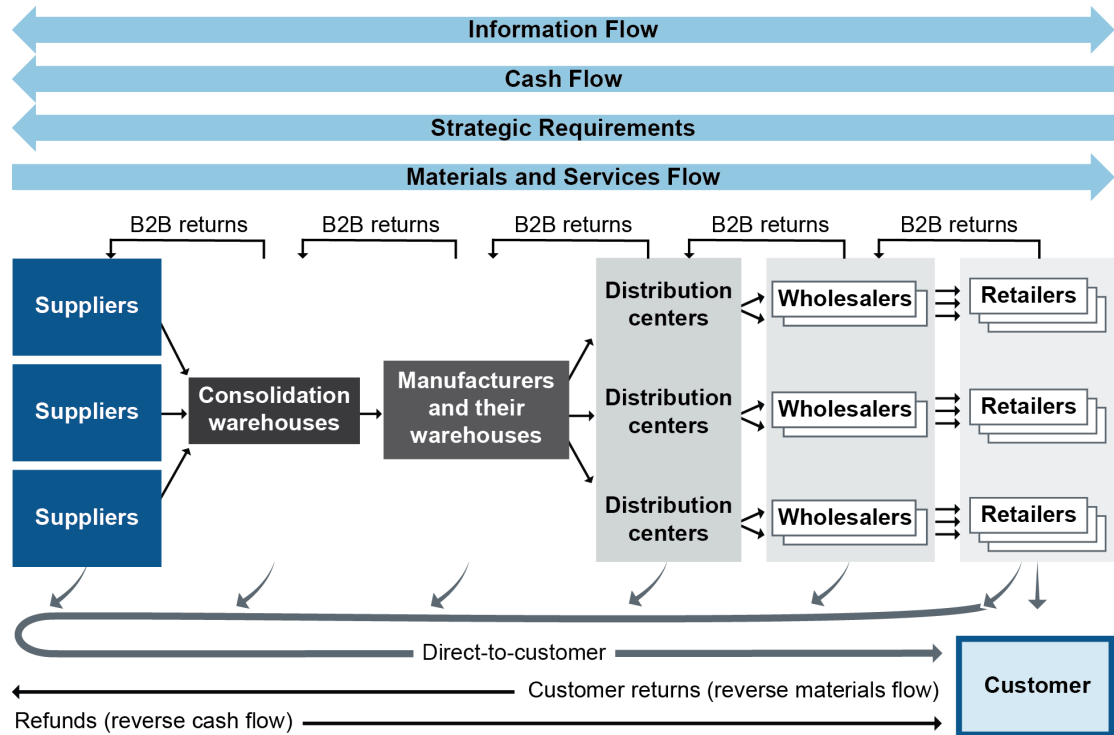 Information Flow
Cash Flow
Strategic Requirements
Materials and Services Flow
B2B returns
B2B returns
B2B returns
B2B returns
B2B returns
Suppliers
Suppliers
Suppliers
Consolidation
warehouses
Manufacturers
and their
warehouses
Distribution
centers
Distribution
centers
Distribution
centers
Wholesalers
Wholesalers
Wholesalers
Retailers
Retailers
Retailers
Direct-to-customer
Customer
Customer returns (reverse materials flow)
Refunds (reverse cash flow)